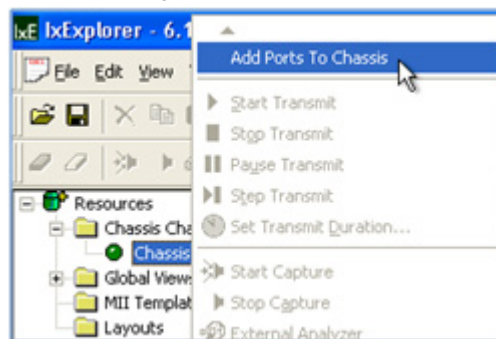 IxE IxExplorer - 6.1
File Edit View
Add Ports To Chassis
Start Transmit
Stop Transmit
Pause Transmit
Step Transmit
Set Transmit Duration...
Start Capture
Stop Capture
External Analyzer
Resources
Chassis Cha
Chassis
Global View
MII Templat
Layouts